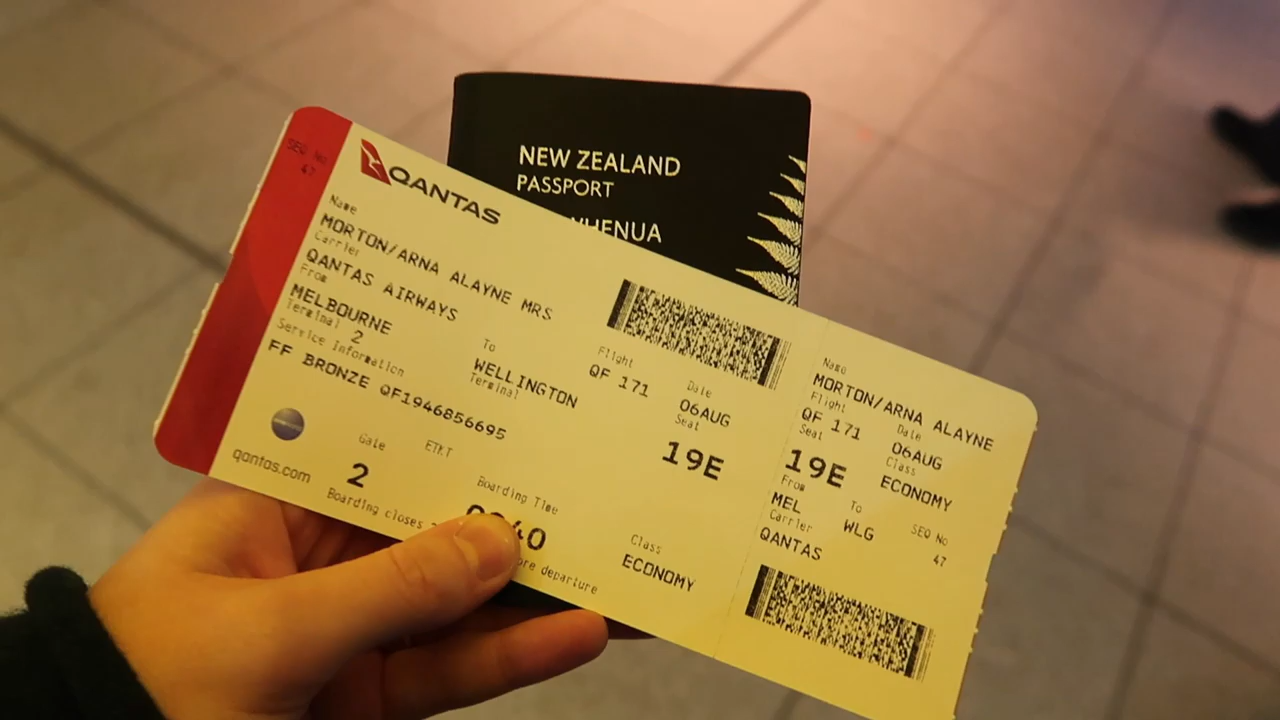 NEW ZEALAND
PASSPORT
SEQ No
47
QANTAS
Name
MORTON/ARNA ALAYNE MRS
Carrier
QANTAS AIRWAYS
From
MELBOURNE
Terminal 2
To
WELLINGTON
Terminal
Service Information
FF BRONZE QF1946856695
Flight
QF 171
Date
06AUG
Seat
19E
qantas.com
Gate
2
ETKT
Boarding Time
Boarding closes
departure
Class
ECONOMY
Name
MORTON/ARNA ALAYNE
Flight
QF 171
Date
06AUG
Seat
19E
Class
ECONOMY
From
MEL
To
WLG
Carrier
QANTAS
SEQ No
47